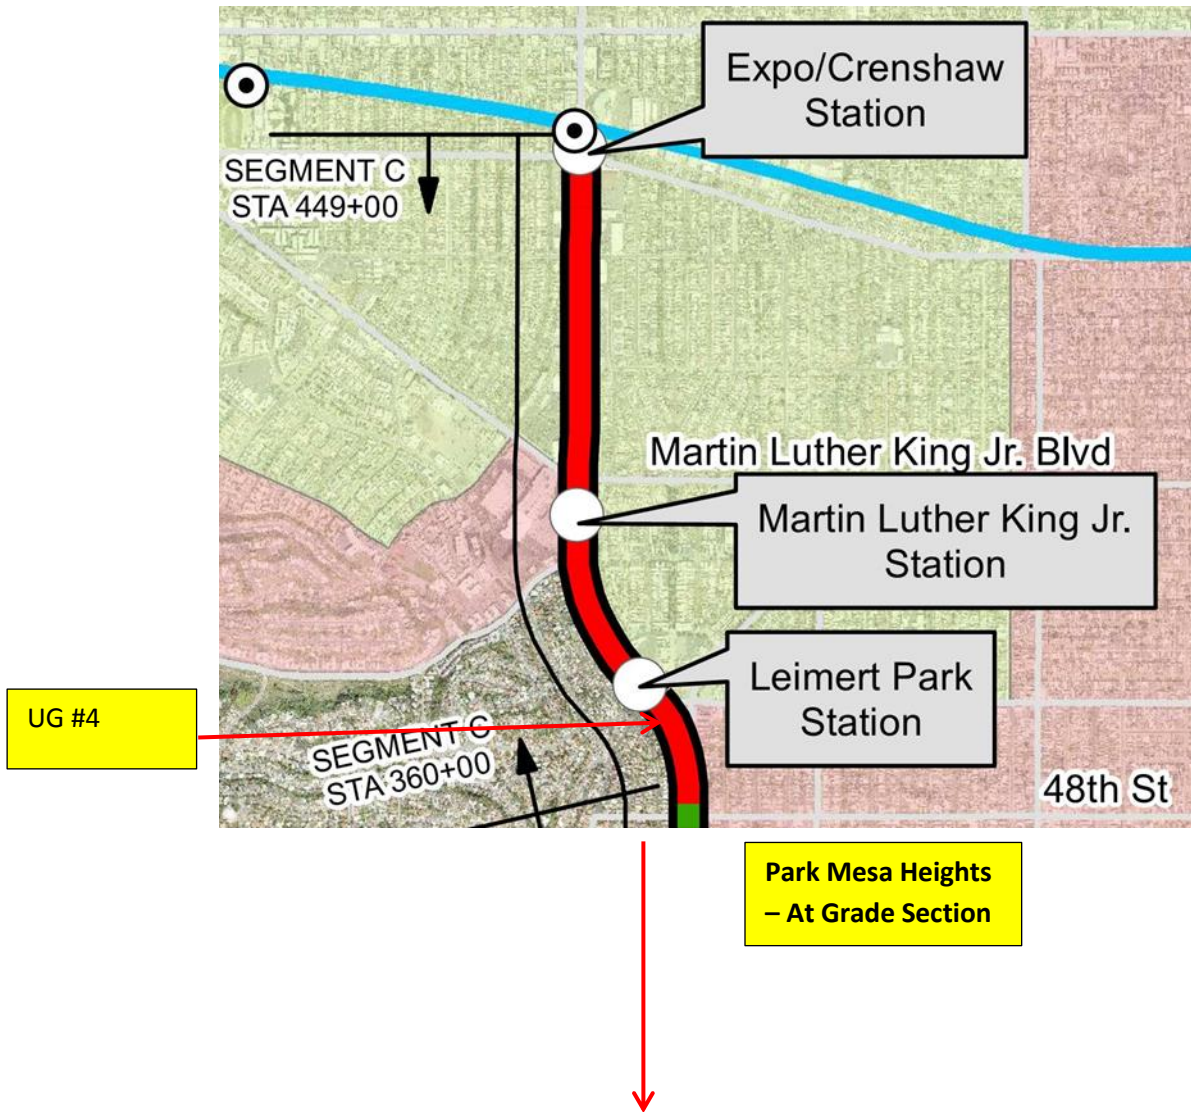 Expo/Crenshaw
Station
SEGMENT C
STA 449+00
Martin Luther King Jr. Blvd
Martin Luther King Jr.
Station
Leimert Park
Station
UG #4
SEGMENT C
STA 360+00
48th St
Park Mesa Heights
– At Grade Section